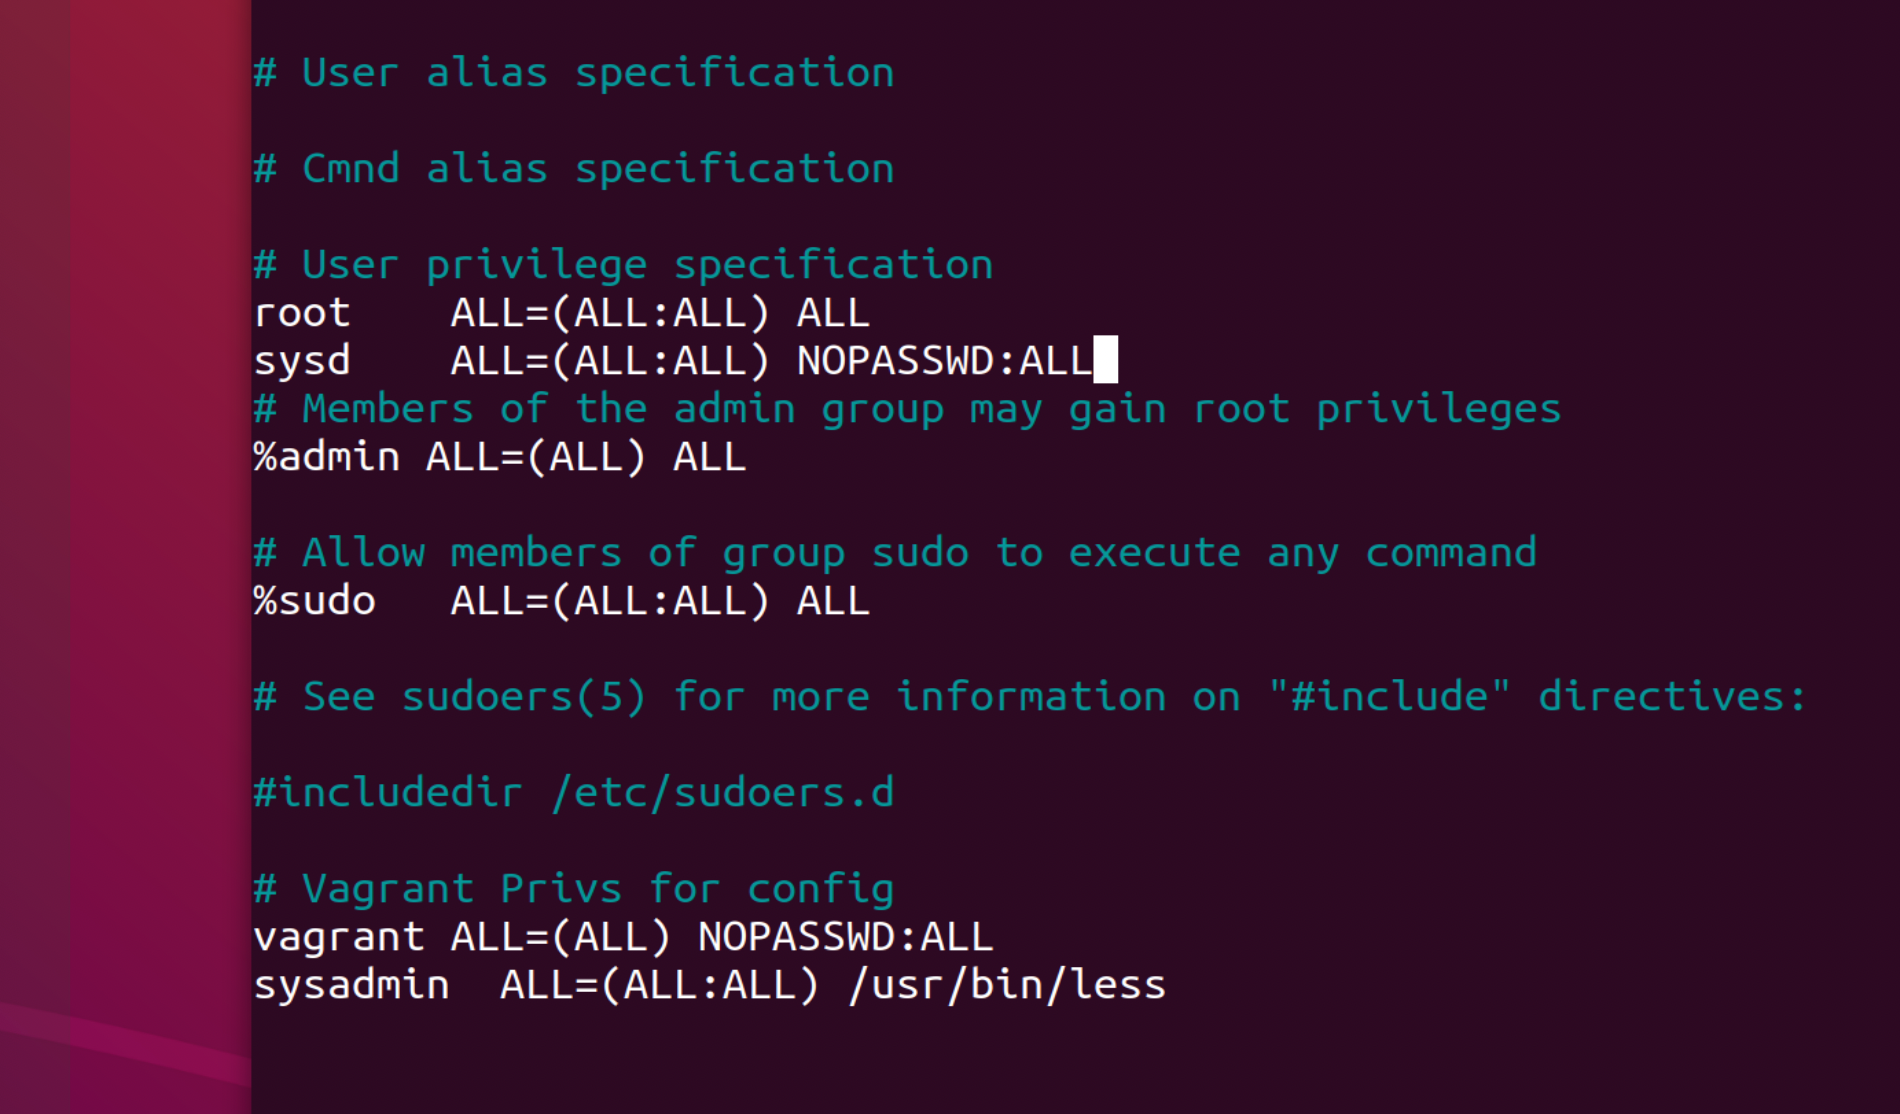 # User alias specification
# Cmnd alias specification
# User privilege specification
root    ALL=(ALL:ALL) ALL
sysd    ALL=(ALL:ALL) NOPASSWD:ALL
# Members of the admin group may gain root privileges
%admin ALL=(ALL) ALL
# Allow members of group sudo to execute any command
%sudo   ALL=(ALL:ALL) ALL
# See sudoers(5) for more information on "#include" directives:
#includedir /etc/sudoers.d
# Vagrant Privs for config
vagrant ALL=(ALL) NOPASSWD:ALL
sysadmin  ALL=(ALL:ALL) /usr/bin/less